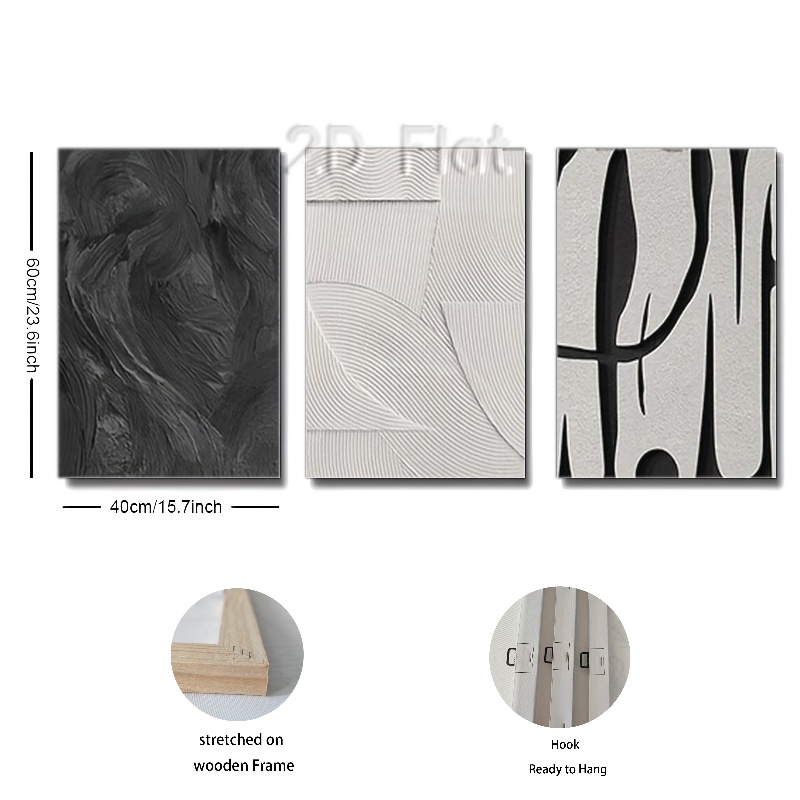 2D Flat
60cm/23.6inch
40cm/15.7inch
stretched on
wooden Frame
Hook
Ready to Hang